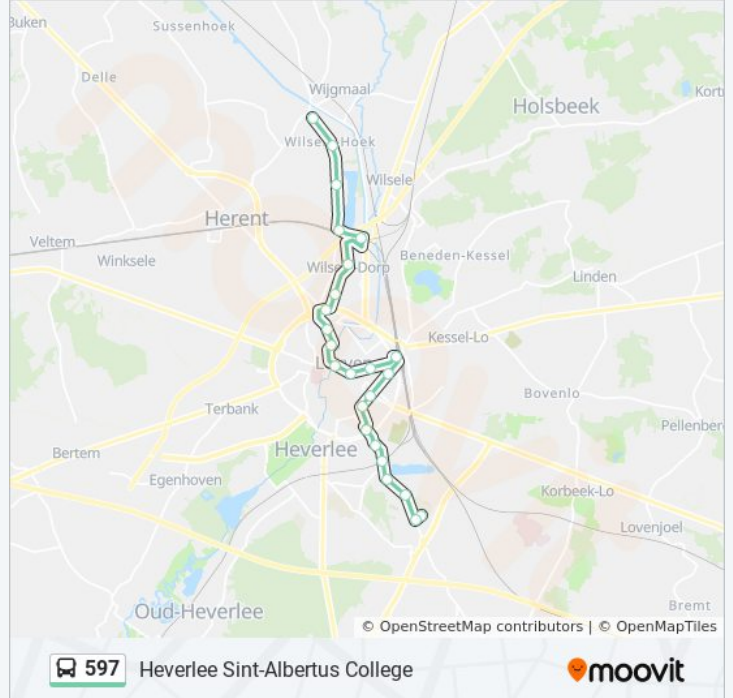 Buken
Sussenhoek
Delle
Wijgmaal
Holsbeek
Wilsele-Hoek
Wilsele
Herent
Veltem
Winksele
Wilsele-Dorp
Beneden-Kessel
Linden
Kessel-Lo
Leuven
Bovenlo
Terbank
Pellenber
Heverlee
Bertem
Egenhoven
Korbeek-Lo
Lovenjoel
Bremt
Oud-Heverlee
© OpenStreetMap contributors | © OpenMapTiles
597 Heverlee Sint-Albertus College
moovit